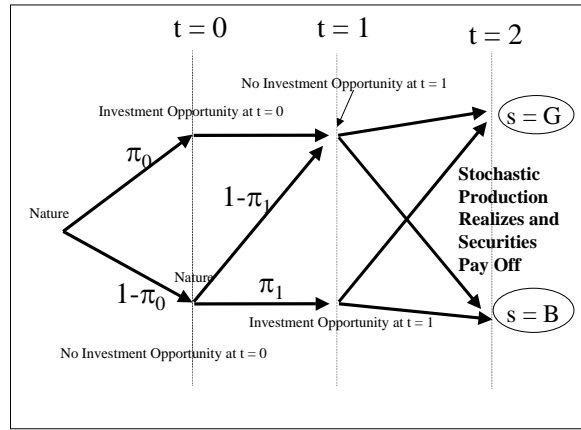 t = 0
t = 1
t = 2
No Investment Opportunity at t = 1
Investment Opportunity at t = 0
s = G
π0
Stochastic
Production
Realizes and
Securities
Pay Off
1-π1
Nature
Nature
π1
1-π0
s = B
Investment Opportunity at t = 1
No Investment Opportunity at t = 0